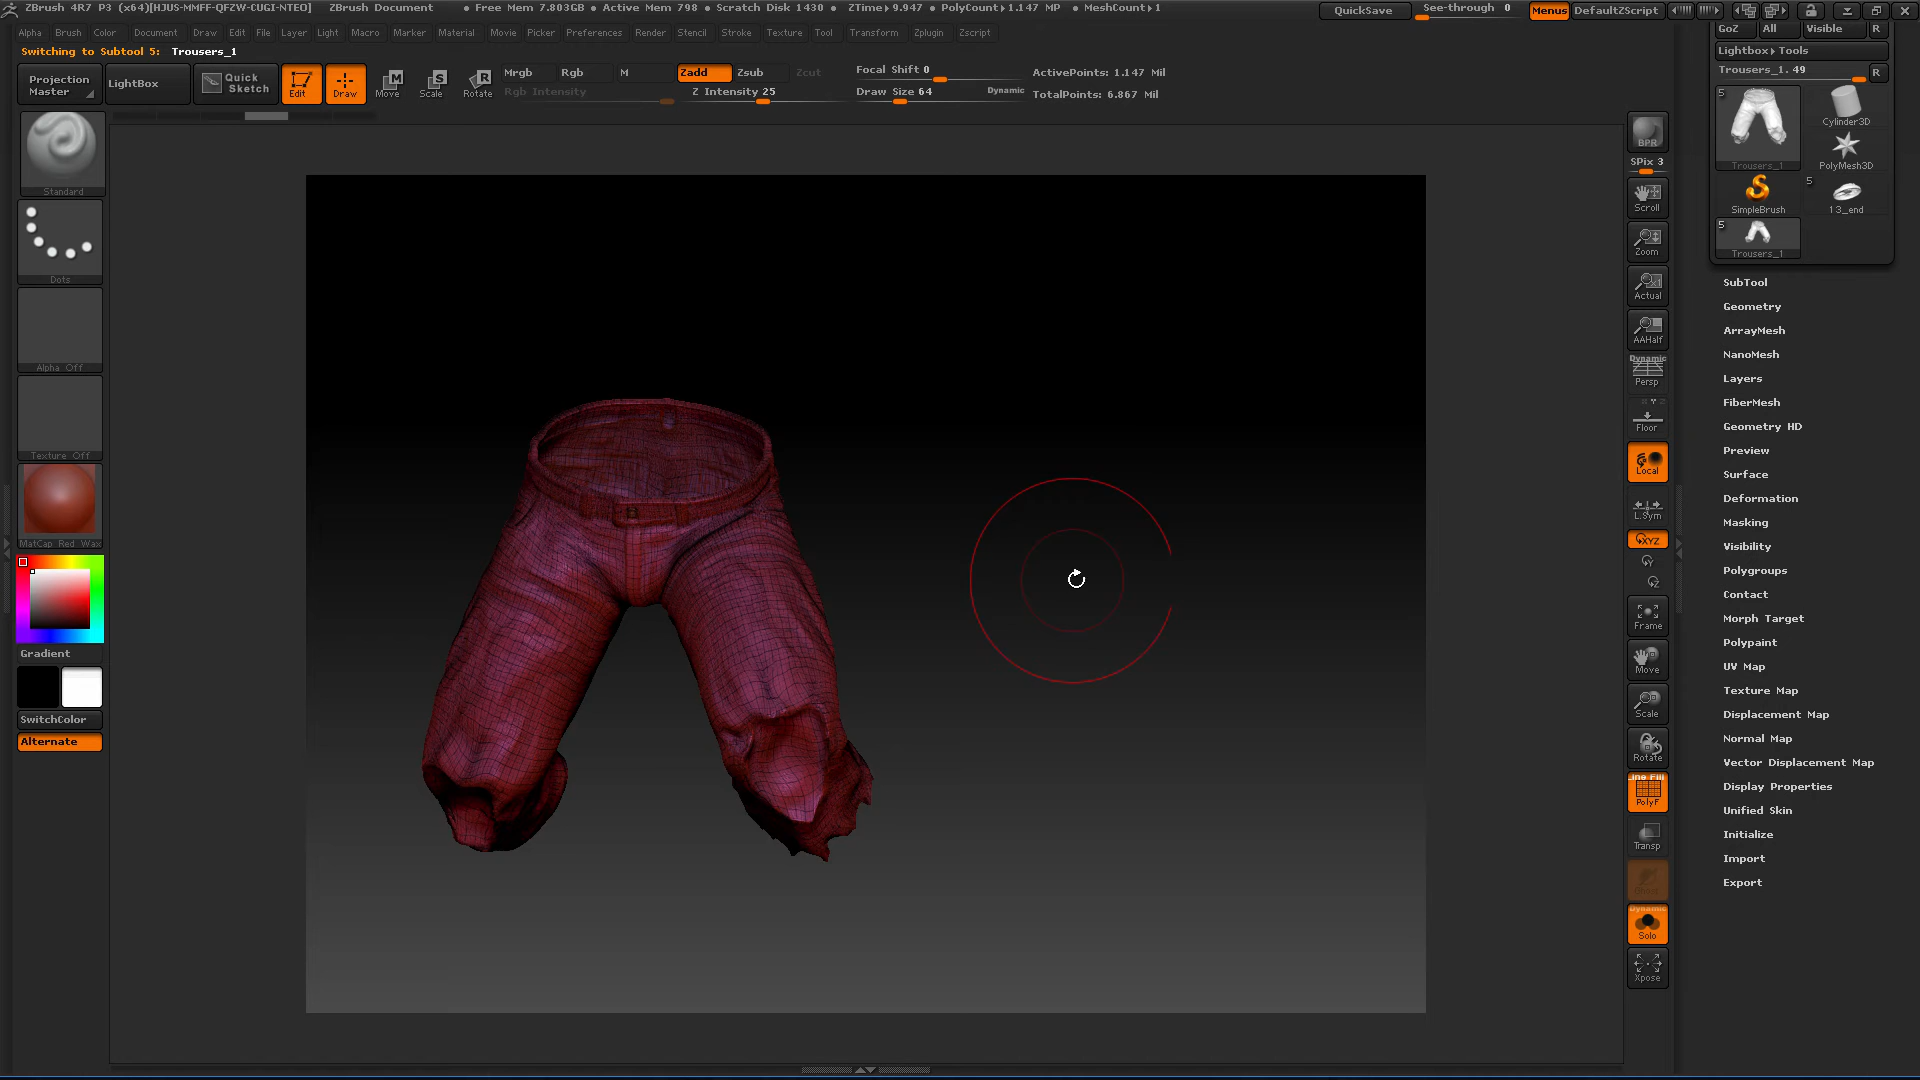 ZBrush 4R7 P3 (x64)[HJUS-MMFF-QFZW-CUGI-NTEO] ZBrush Document • Free Mem 7.803GB • Active Mem 798 • Scratch Disk 1430 • ZTime▸9.947 • PolyCount▸1.147 MP • MeshCount▸1 QuickSave See-through 0 Menus DefaultZScript
Alpha Brush Color Document Draw Edit File Layer Light Macro Marker Material Movie Picker Preferences Render Stencil Stroke Texture Tool Transform Zplugin Zscript
Switching to Subtool 5: Trousers_1
Projection Master
LightBox
Quick Sketch
Edit
Draw
Move
Scale
Rotate
Mrgb Rgb M Zadd Zsub Zcut
Rgb Intensity Z Intensity 25
Focal Shift 0
Draw Size 64 Dynamic
ActivePoints: 1.147 Mil
TotalPoints: 6.867 Mil
Standard
Dots
Alpha Off
Texture Off
MatCap Red Wax
Gradient
SwitchColor
Alternate
BPR
SPix 3
Scroll
Zoom
Actual
AAHalf
Dynamic
Persp
Floor
Local
L.Sym
XYZ
Y
Z
Frame
Move
Scale
Rotate
Line Fill
PolyF
Transp
Ghost
Dynamic
Solo
Xpose
GoZ All Visible R
Lightbox▸Tools
Trousers_1. 49 R
5
Trousers_1
Cylinder3D
PolyMesh3D
SimpleBrush
5
13_end
5
Trousers_1
SubTool
Geometry
ArrayMesh
NanoMesh
Layers
FiberMesh
Geometry HD
Preview
Surface
Deformation
Masking
Visibility
Polygroups
Contact
Morph Target
Polypaint
UV Map
Texture Map
Displacement Map
Normal Map
Vector Displacement Map
Display Properties
Unified Skin
Initialize
Import
Export